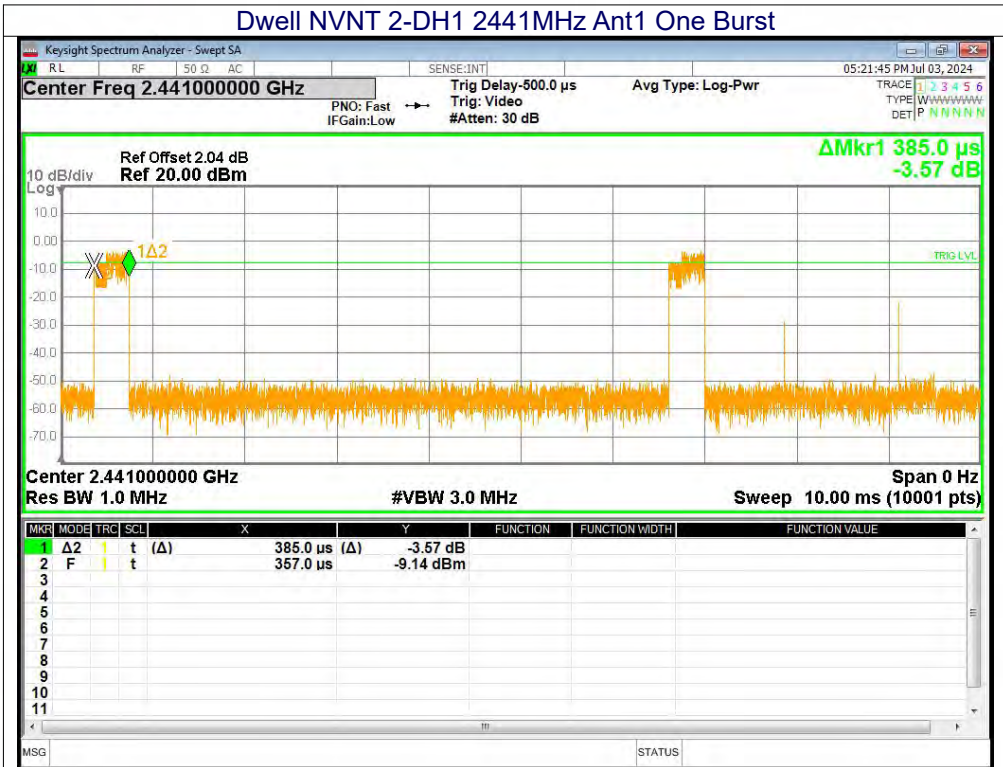 Dwell NVNT 2-DH1 2441MHz Ant1 One Burst
Keysight Spectrum Analyzer - Swept SA
LXI RL RF 50 Ω AC SENSE:INT 05:21:45 PM Jul 03, 2024
Center Freq 2.441000000 GHz
Trig Delay-500.0 µs Avg Type: Log-Pwr TRACE 1 2 3 4 5 6
PNO: Fast Trig: Video TYPE WWWWWWW
IFGain:Low #Atten: 30 dB DET P N N N N N
ΔMkr1 385.0 µs
-3.57 dB
Ref Offset 2.04 dB
10 dB/div Ref 20.00 dBm
Log
10.0
0.00
1Δ2
TRIG LVL
-10.0
-20.0
-30.0
-40.0
-50.0
-60.0
-70.0
Center 2.441000000 GHz Span 0 Hz
Res BW 1.0 MHz #VBW 3.0 MHz Sweep 10.00 ms (10001 pts)
MKR MODE TRC SCL X Y FUNCTION FUNCTION WIDTH FUNCTION VALUE
1 Δ2 1 t (Δ) 385.0 µs (Δ) -3.57 dB
2 F 1 t 357.0 µs -9.14 dBm
3
4
5
6
7
8
9
10
11
MSG STATUS